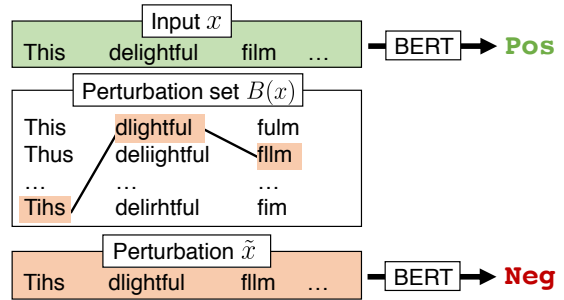 Input x
This delightful film … BERT Pos
Perturbation set B(x)
This dlightful fulm
Thus deliightful fllm
… … …
Tihs delirhtful fim
Perturbation x̃
Tihs dlightful fllm … BERT Neg